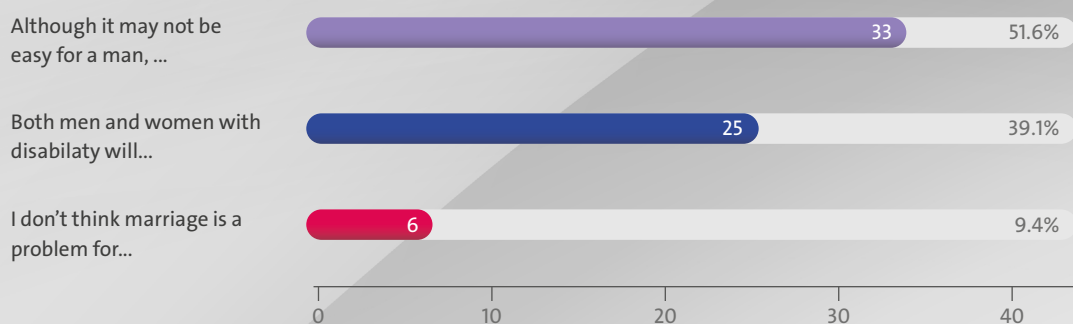 Although it may not be
easy for a man, ...
33
51.6%
Both men and women with
disabilaty will...
25
39.1%
I don't think marriage is a
problem for...
6
9.4%
0
10
20
30
40